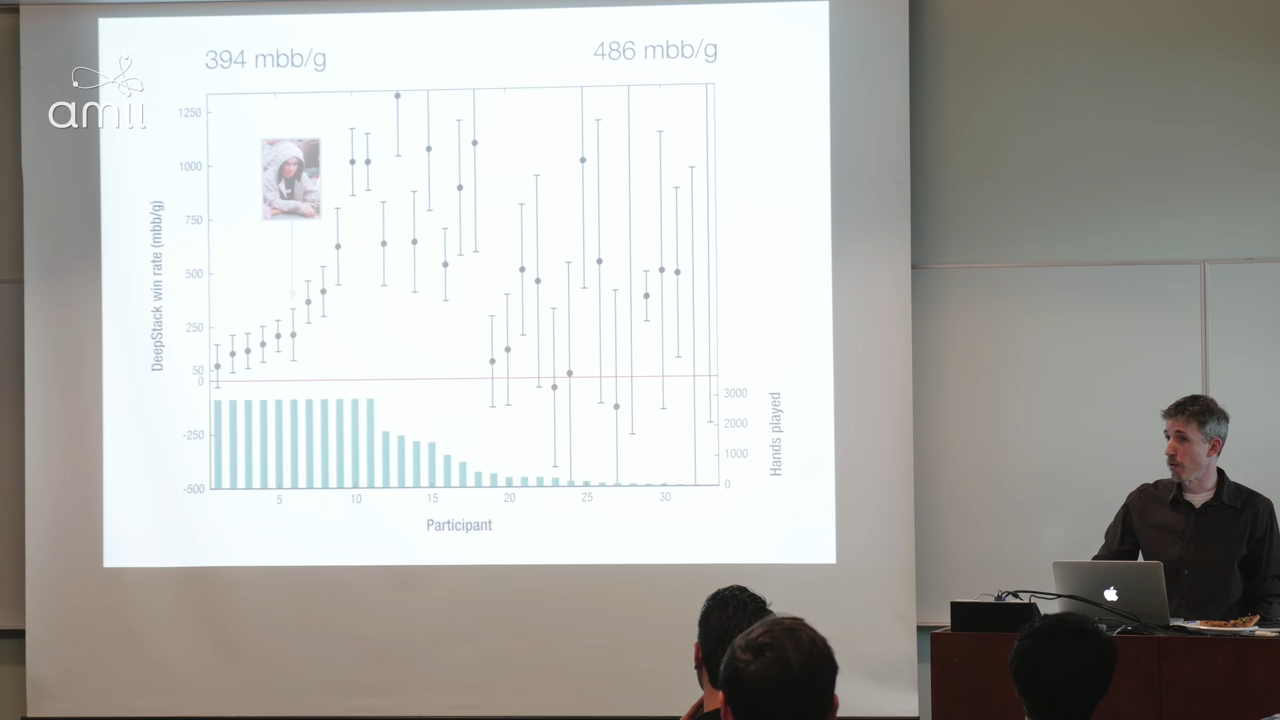 amii
394 mbb/g
486 mbb/g
DeepStack win rate (mbb/g)
1250
1000
750
500
250
50
0
-250
-500
3000
2000
1000
0
Hands played
5 10 15 20 25 30
Participant